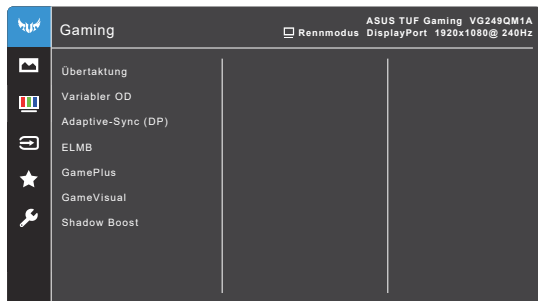 Gaming
ASUS TUF Gaming VG249QM1A
Rennmodus DisplayPort 1920x1080@ 240Hz
Übertaktung
Variabler OD
Adaptive-Sync (DP)
ELMB
GamePlus
GameVisual
Shadow Boost